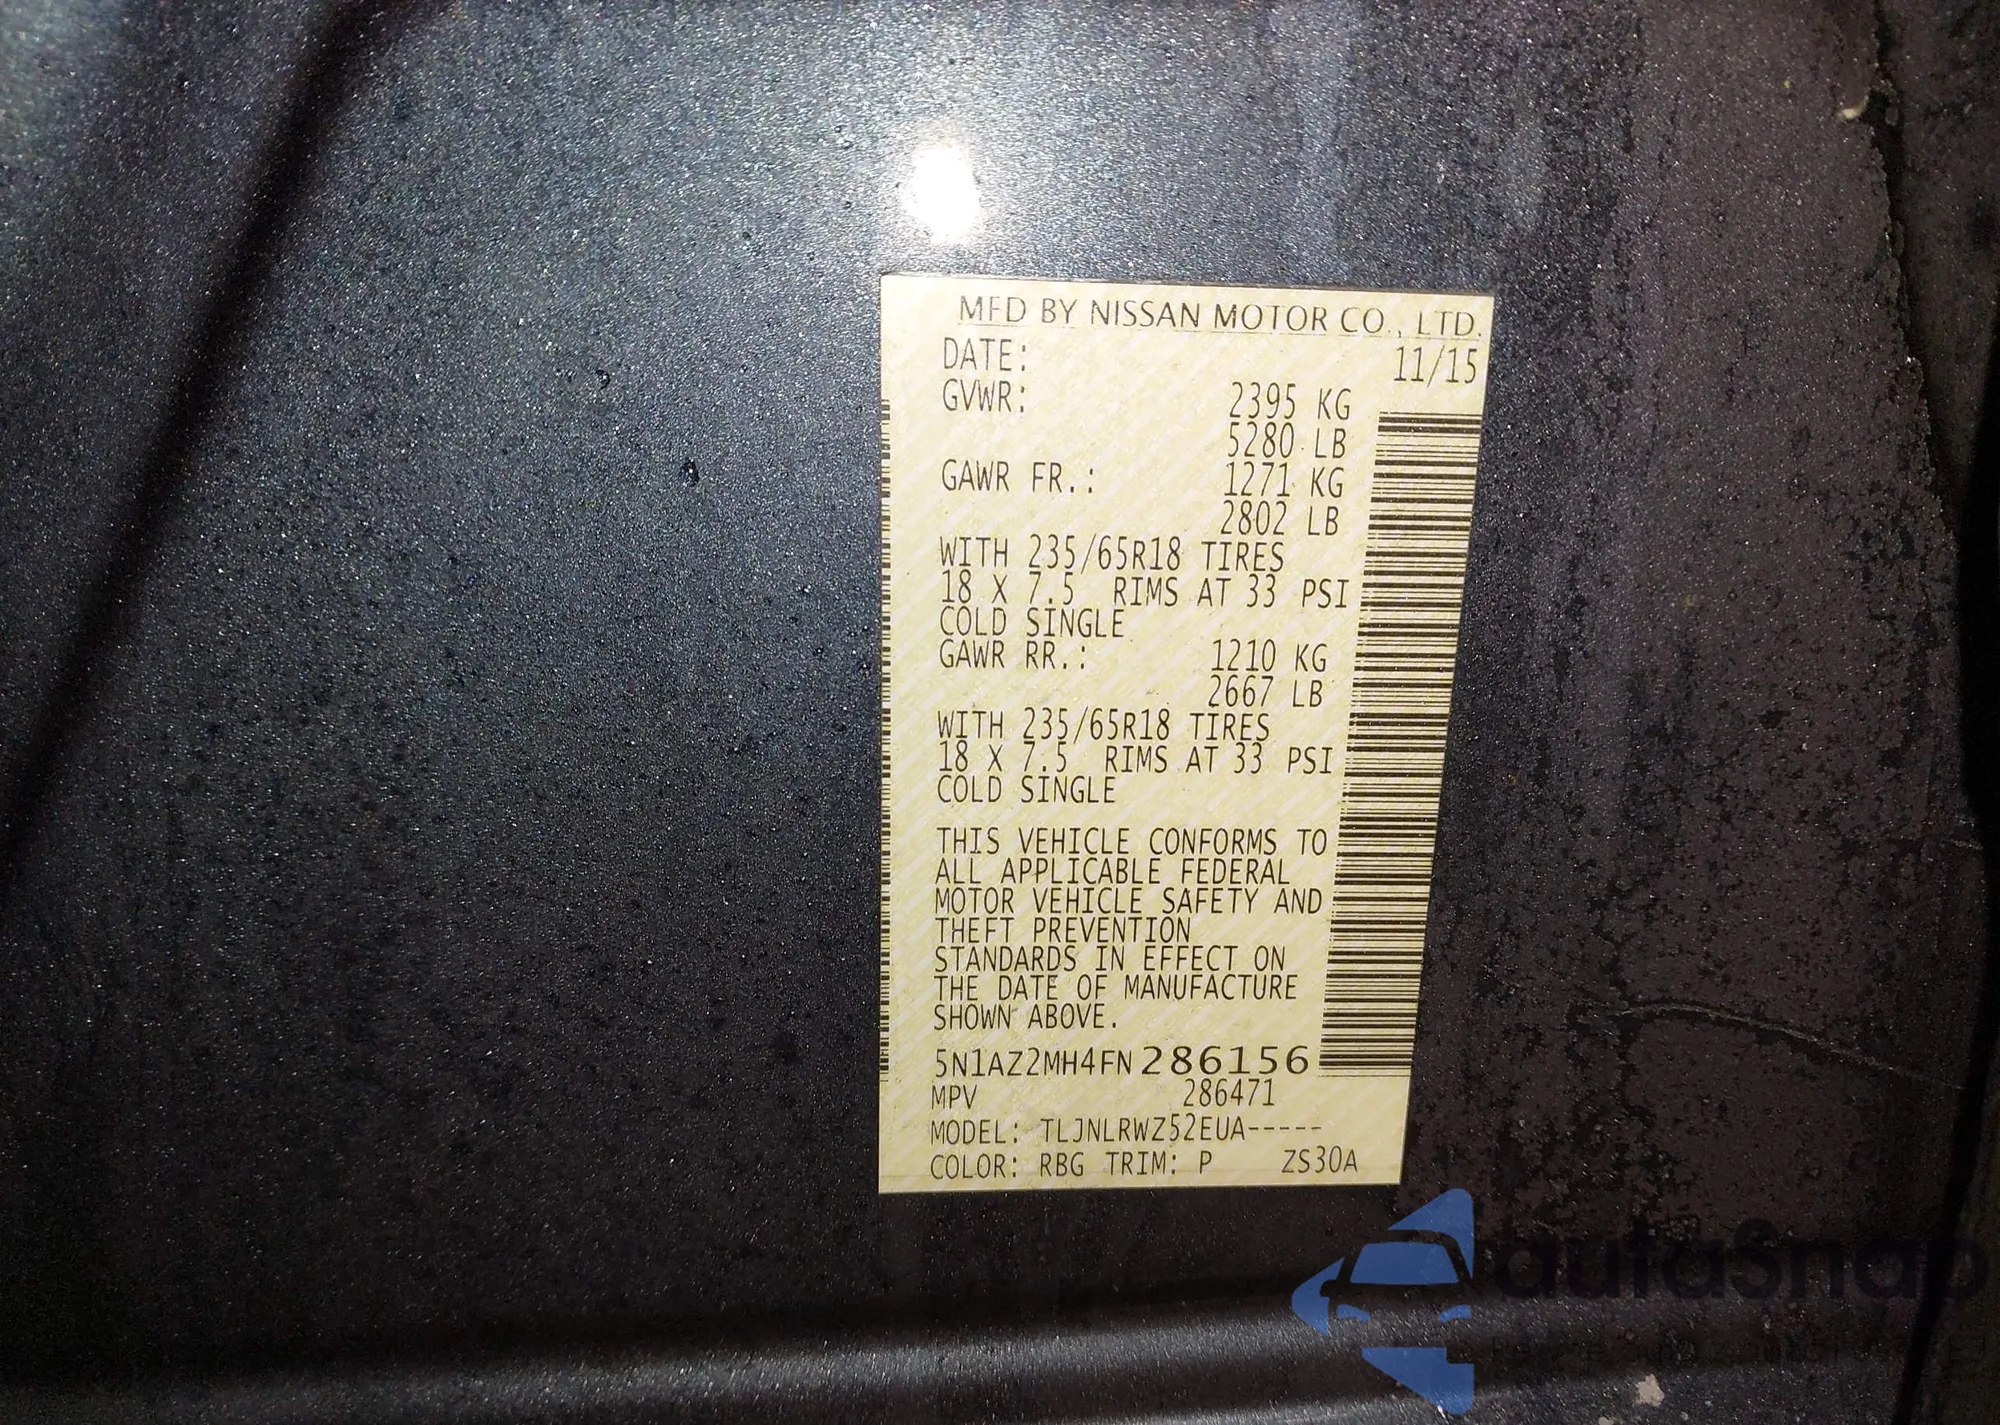 MFD BY NISSAN MOTOR CO., LTD.
DATE: 11/15
GVWR: 2395 KG
5280 LB
GAWR FR.: 1271 KG
2802 LB
WITH 235/65R18 TIRES
18 X 7.5 RIMS AT 33 PSI
COLD SINGLE
GAWR RR.: 1210 KG
2667 LB
WITH 235/65R18 TIRES
18 X 7.5 RIMS AT 33 PSI
COLD SINGLE
THIS VEHICLE CONFORMS TO
ALL APPLICABLE FEDERAL
MOTOR VEHICLE SAFETY AND
THEFT PREVENTION
STANDARDS IN EFFECT ON
THE DATE OF MANUFACTURE
SHOWN ABOVE.
5N1AZ2MH4FN286156
MPV 286471
MODEL: TLJNLRWZ52EUA-----
COLOR: RBG TRIM: P ZS30A
autaSnap